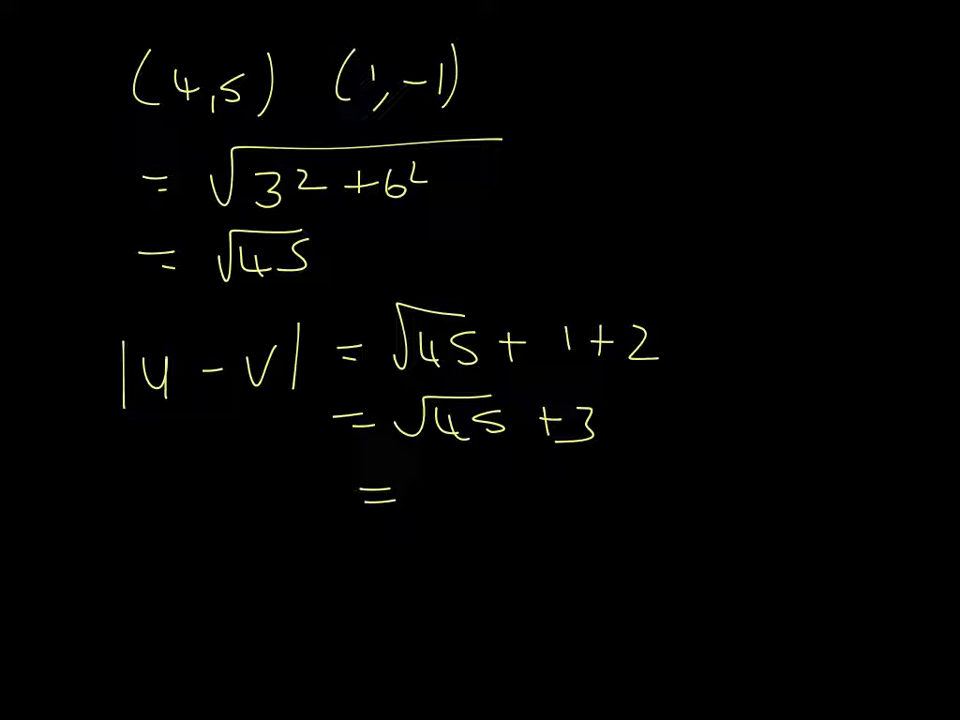 (4,5) (1,-1)
= √3² + 6²
= √45
|u - v| = √45 + 1 + 2
= √45 + 3
=